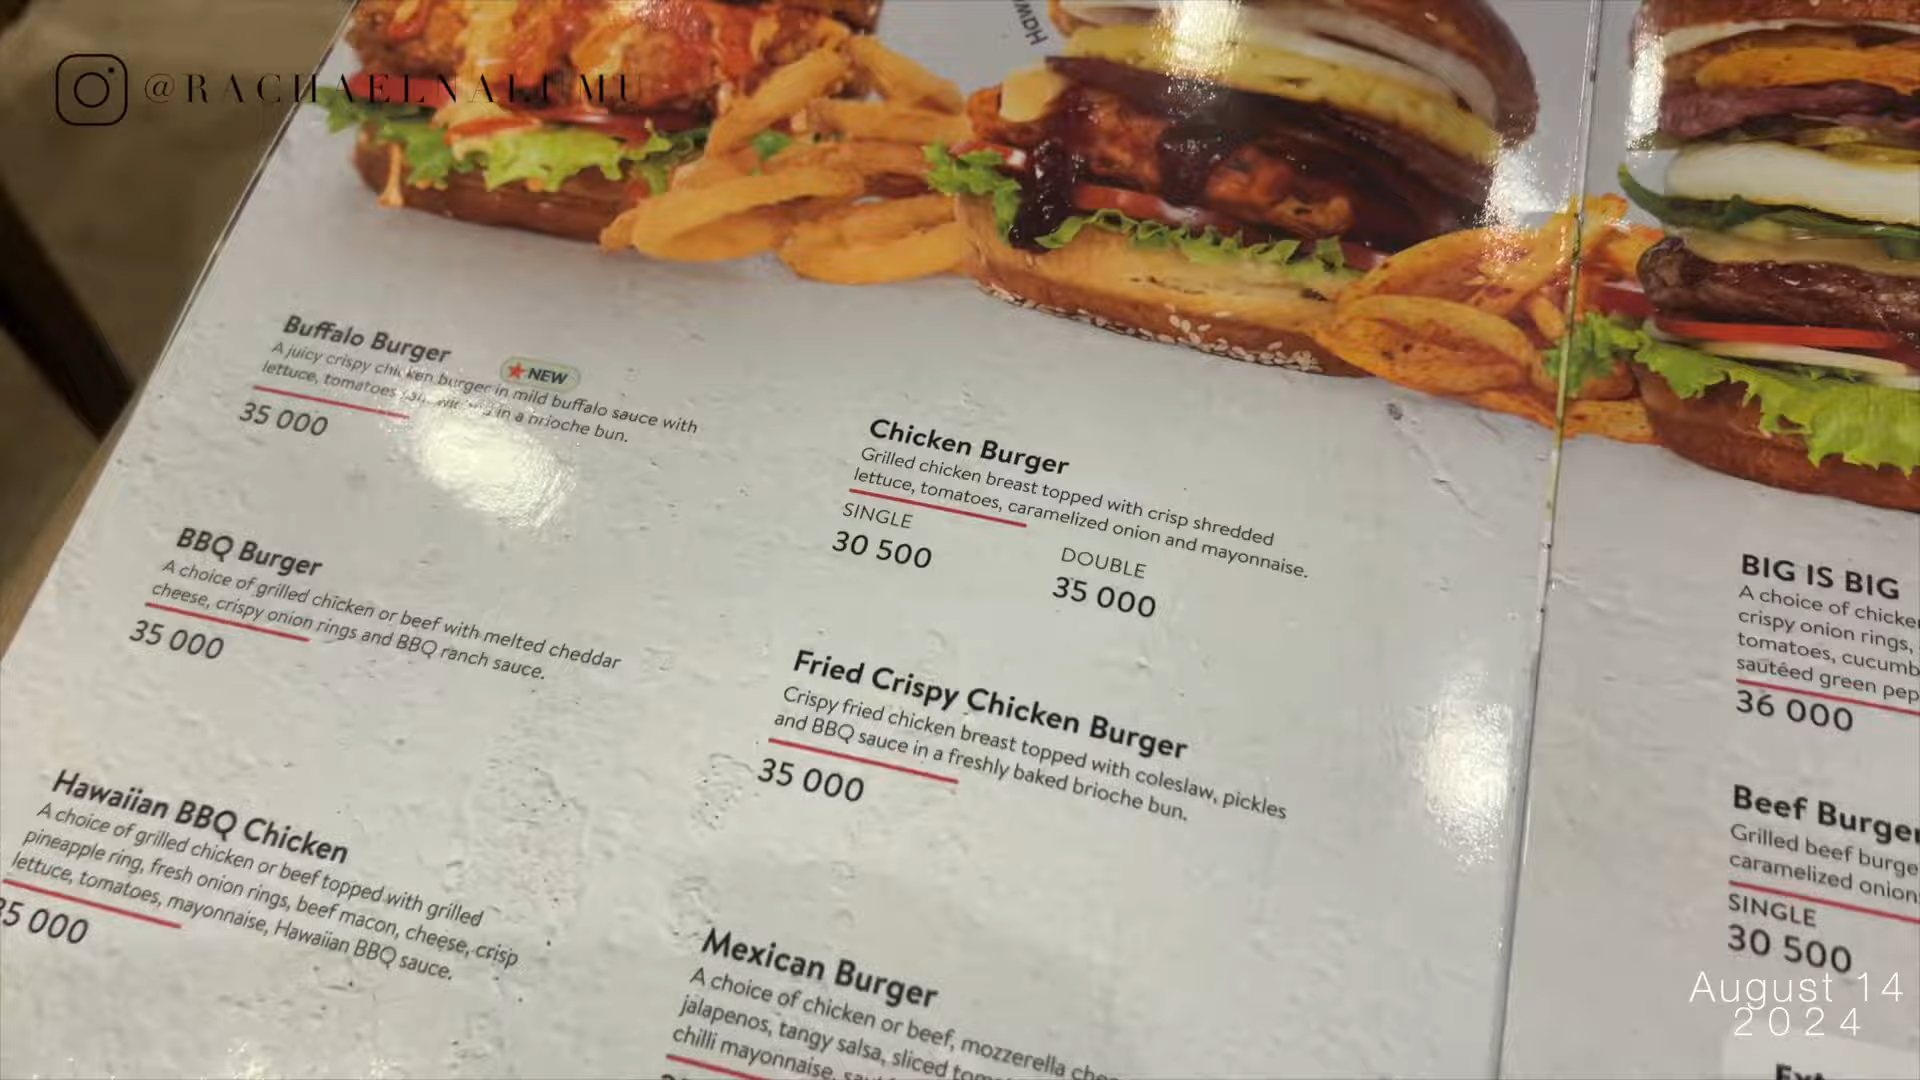 @RACHAELNALUMU
Buffalo Burger
NEW
A juicy crispy chicken burger in mild buffalo sauce with
lettuce, tomatoes in a brioche bun.
35 000
BBQ Burger
A choice of grilled chicken or beef with melted cheddar
cheese, crispy onion rings and BBQ ranch sauce.
35 000
Hawaiian BBQ Chicken
A choice of grilled chicken or beef topped with grilled
pineapple ring, fresh onion rings, beef macon, cheese, crisp
lettuce, tomatoes, mayonnaise, Hawaiian BBQ sauce.
35 000
Chicken Burger
Grilled chicken breast topped with crisp shredded
lettuce, tomatoes, caramelized onion and mayonnaise.
SINGLE
30 500
DOUBLE
35 000
Fried Crispy Chicken Burger
Crispy fried chicken breast topped with coleslaw, pickles
and BBQ sauce in a freshly baked brioche bun.
35 000
Mexican Burger
A choice of chicken or beef, mozzerella
jalapenos, tangy salsa, sliced
chilli mayonnaise,
BIG IS BIG
A choice of
crispy onion rings,
tomatoes,
sautéed green
36 000
Beef Burger
Grilled beef
caramelized
SINGLE
30 500
August 14
2024